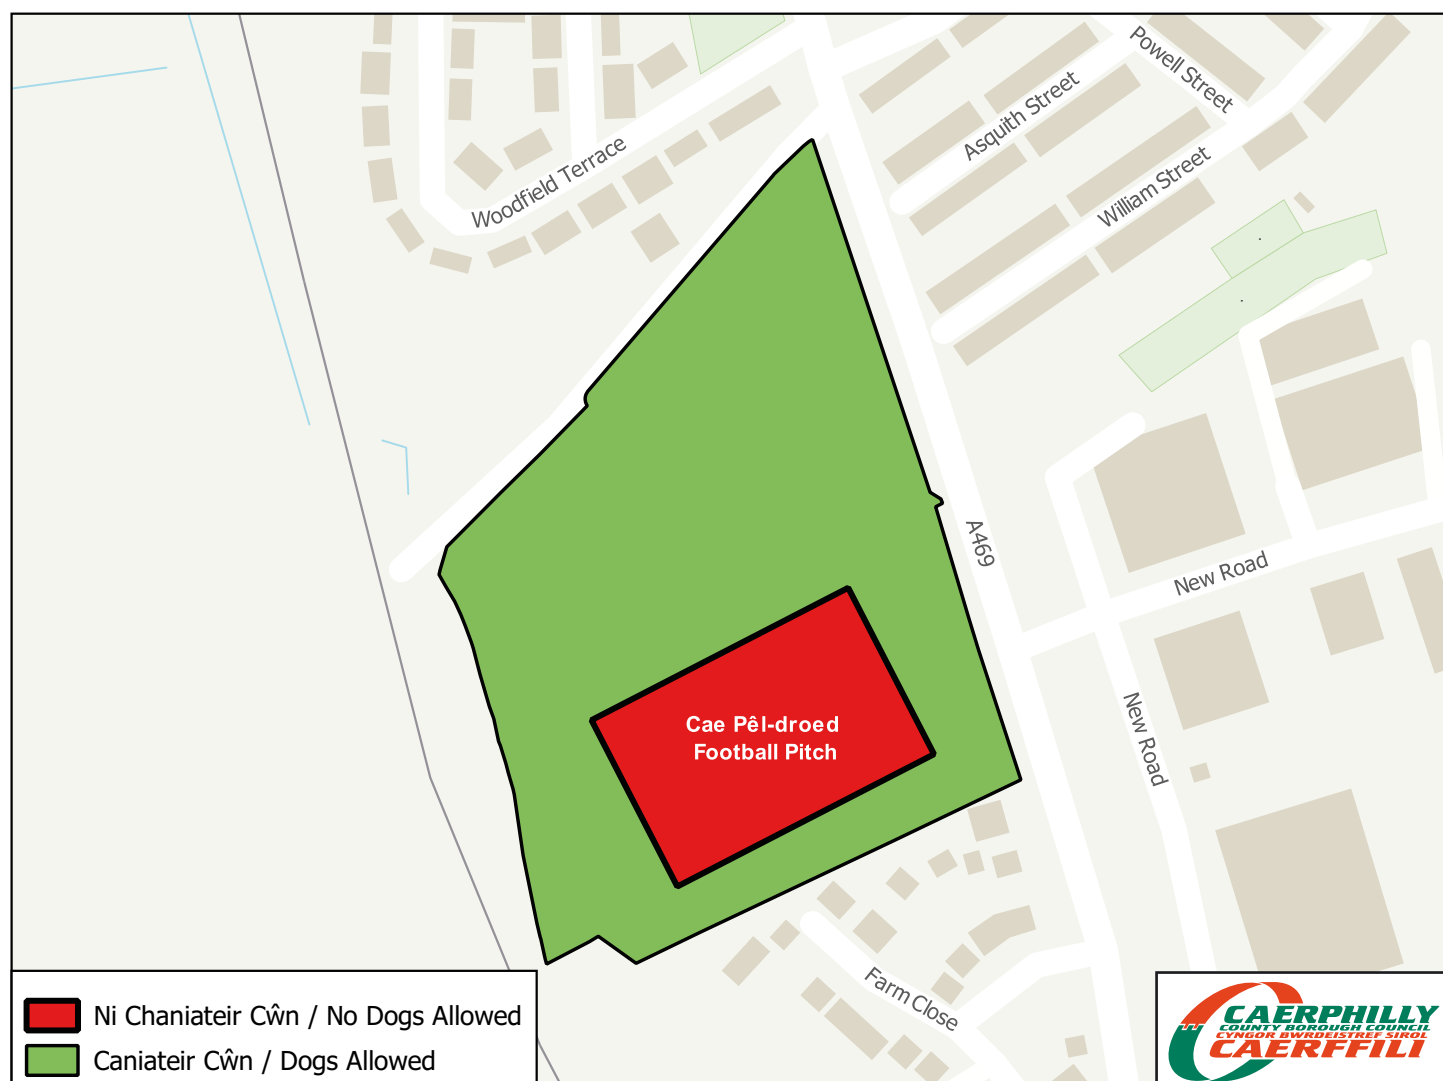 Powell Street
Asquith Street
Woodfield Terrace
William Street
A469
New Road
Cae Pêl-droed
Football Pitch
New Road
Farm Close
Ni Chaniateir Cŵn / No Dogs Allowed
Caniateir Cŵn / Dogs Allowed
CAERPHILLY
COUNTY BOROUGH COUNCIL
CYNGOR BWRDEISTREF SIROL
CAERFFILI